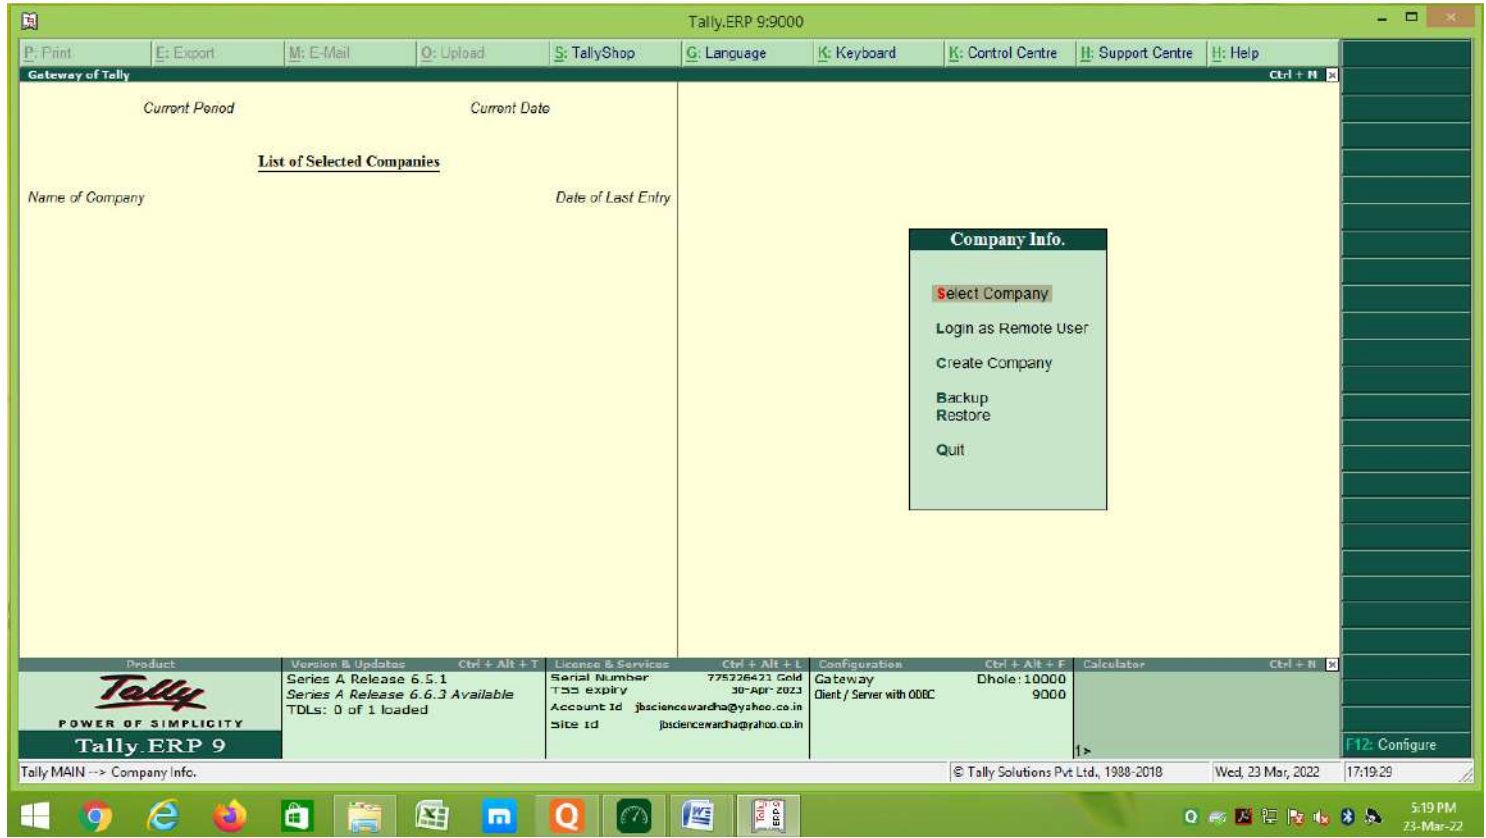 Tally.ERP 9:9000
P: Print E: Export M: E-Mail O: Upload S: TallyShop G: Language K: Keyboard K: Control Centre H: Support Centre H: Help
Gateway of Tally Ctrl + M
Current Period Current Date
List of Selected Companies
Name of Company Date of Last Entry
Company Info.
Select Company
Login as Remote User
Create Company
Backup
Restore
Quit
Product
Tally
POWER OF SIMPLICITY
Tally.ERP 9
Version & Updates Ctrl + Alt + T
Series A Release 6.5.1
Series A Release 6.6.3 Available
TDLs: 0 of 1 loaded
License & Services Ctrl + Alt + L
Serial Number 775226421 Gold
TSS expiry 30-Apr-2023
Account Id jbsciencewardha@yahoo.co.in
Site Id jbsciencewardha@yahoo.co.in
Configuration Ctrl + Alt + F
Gateway Dhole:10000
Client / Server with ODBC 9000
Calculator Ctrl + N
1>
F12: Configure
Tally MAIN --> Company Info. © Tally Solutions Pvt Ltd., 1988-2018 Wed, 23 Mar, 2022 17:19:29
5:19 PM
23-Mar-22